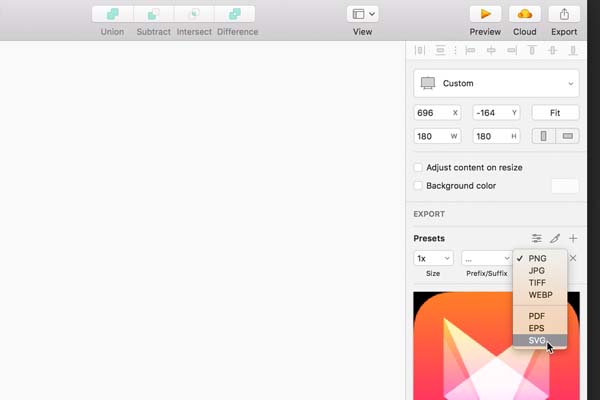 Union Subtract Intersect Difference View Preview Cloud Export
Custom
696 X -164 Y Fit
180 W 180 H
Adjust content on resize
Background color
EXPORT
Presets
1x ...
Size Prefix/Suffix
PNG
JPG
TIFF
WEBP
PDF
EPS
SVG